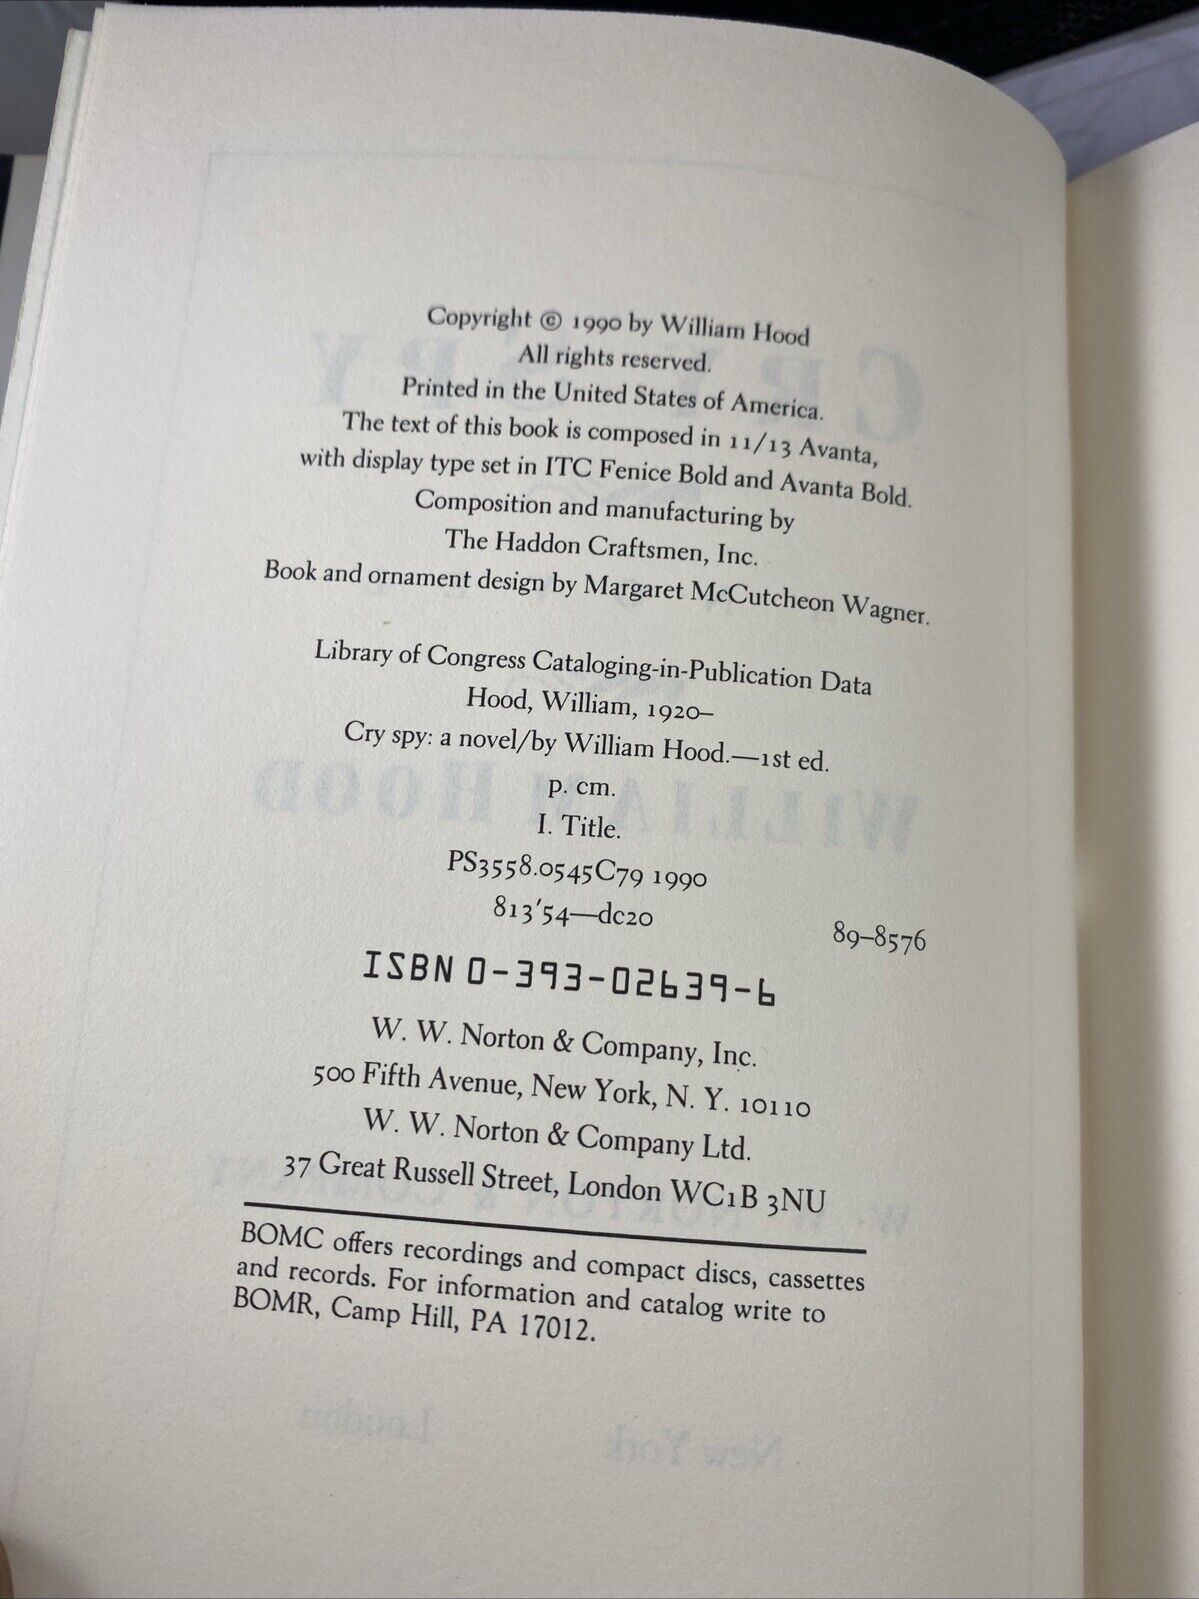 Copyright © 1990 by William Hood
All rights reserved.
Printed in the United States of America.
The text of this book is composed in 11/13 Avanta,
with display type set in ITC Fenice Bold and Avanta Bold.
Composition and manufacturing by
The Haddon Craftsmen, Inc.
Book and ornament design by Margaret McCutcheon Wagner.
Library of Congress Cataloging-in-Publication Data
Hood, William, 1920–
Cry spy: a novel/by William Hood.—1st ed.
p. cm.
I. Title.
PS3558.0545C79 1990
813'54—dc20
89–8576
ISBN 0-393-02639-6
W. W. Norton & Company, Inc.
500 Fifth Avenue, New York, N. Y. 10110
W. W. Norton & Company Ltd.
37 Great Russell Street, London WC1B 3NU
BOMC offers recordings and compact discs, cassettes
and records. For information and catalog write to
BOMR, Camp Hill, PA 17012.